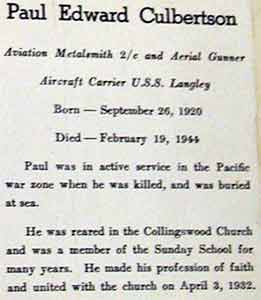 Paul Edward Culbertson
Aviation Metalsmith 2/c and Aerial Gunner
Aircraft Carrier U.S.S. Langley
Born — September 26, 1920
Died — February 19, 1944
Paul was in active service in the Pacific
war zone when he was killed, and was buried
at sea.
He was reared in the Collingswood Church
and was a member of the Sunday School for
many years. He made his profession of faith
and united with the church on April 3, 1932.